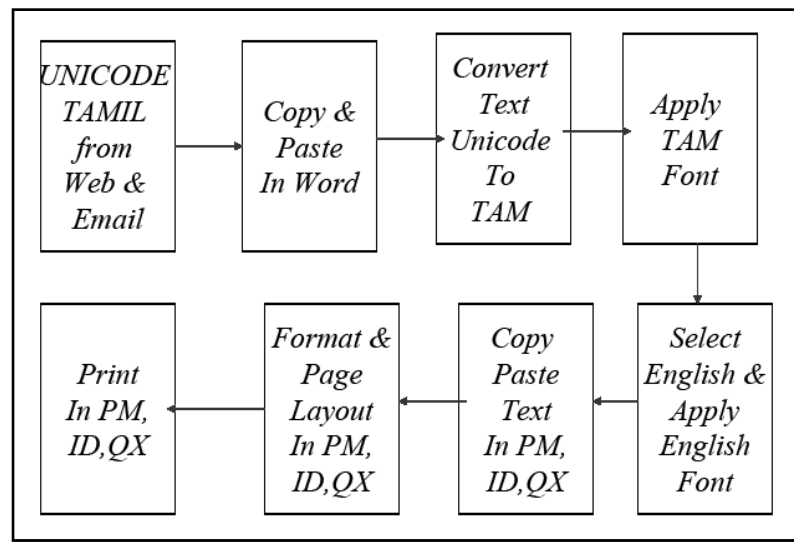 UNICODE
TAMIL
from
Web &
Email
Copy &
Paste
In Word
Convert
Text
Unicode
To
TAM
Apply
TAM
Font
Select
English &
Apply
English
Font
Copy
Paste
Text
In PM,
ID,QX
Format &
Page
Layout
In PM,
ID,QX
Print
In PM,
ID,QX